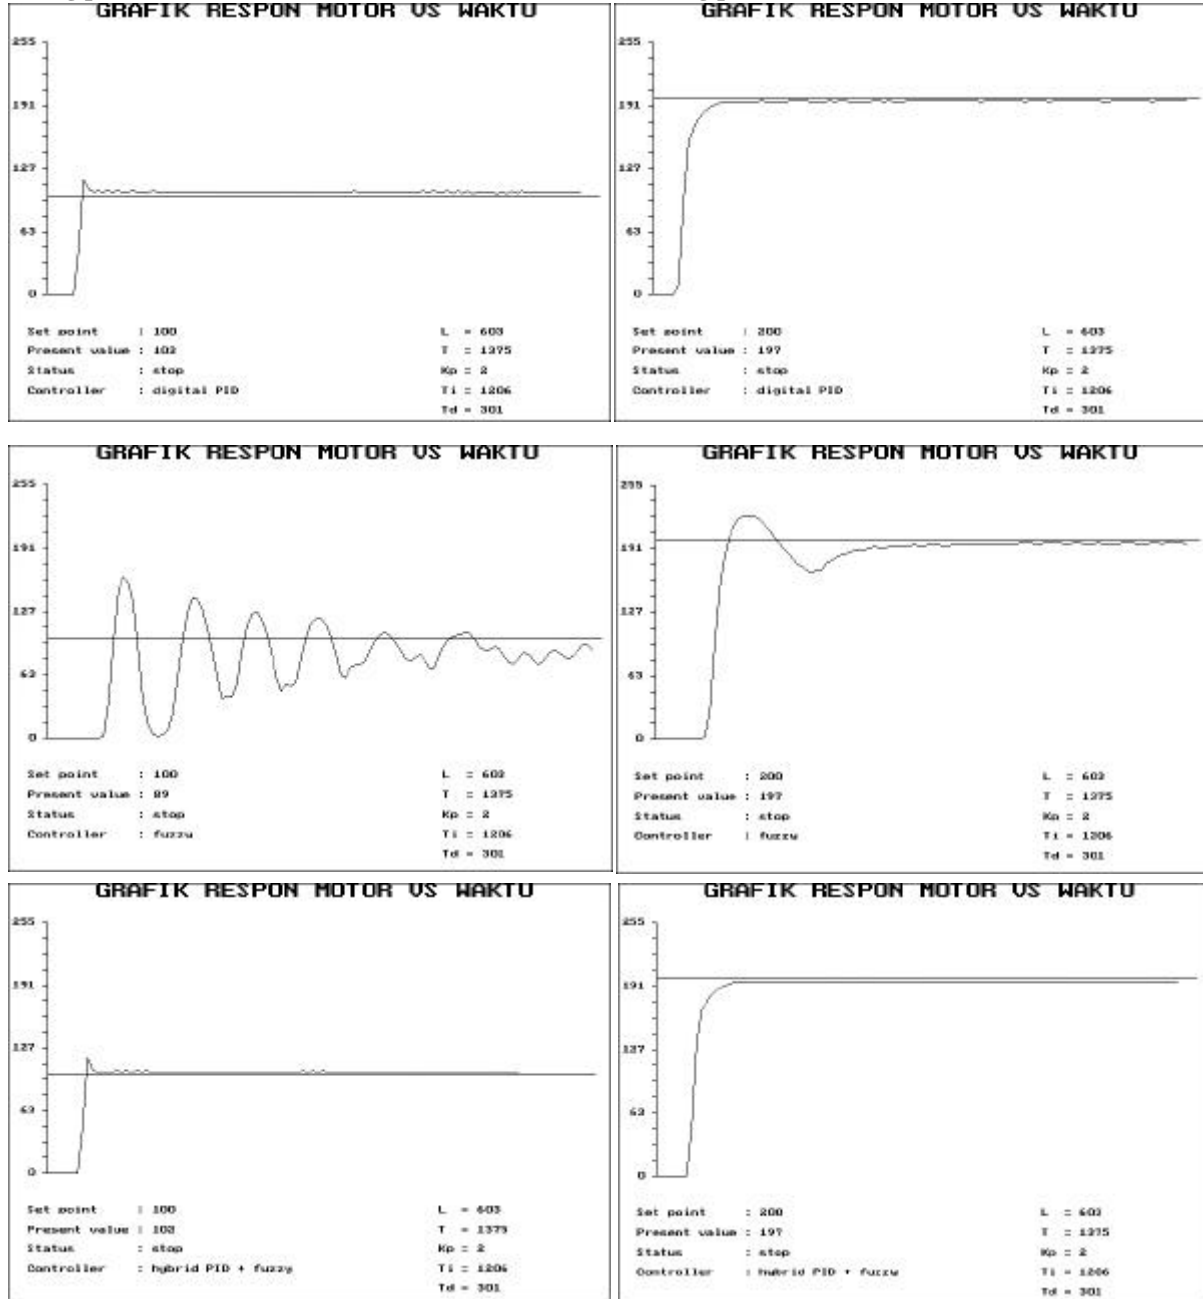 GRAFIK RESPON MOTOR VS WAKTU
255
191
127
63
0
Set point : 100
Present value : 102
Status : stop
Controller : digital PID
L = 603
T = 1375
Kp = 2
Ti = 1206
Td = 301
GRAFIK RESPON MOTOR VS WAKTU
255
191
127
63
0
Set point : 200
Present value : 197
Status : stop
Controller : digital PID
L = 603
T = 1375
Kp = 2
Ti = 1206
Td = 301
GRAFIK RESPON MOTOR VS WAKTU
255
191
127
63
0
Set point : 100
Present value : 89
Status : stop
Controller : fuzzy
L = 603
T = 1375
Kp = 2
Ti = 1206
Td = 301
GRAFIK RESPON MOTOR VS WAKTU
255
191
127
63
0
Set point : 200
Present value : 197
Status : stop
Controller : fuzzy
L = 603
T = 1375
Kp = 2
Ti = 1206
Td = 301
GRAFIK RESPON MOTOR VS WAKTU
255
191
127
63
0
Set point : 100
Present value : 102
Status : stop
Controller : hybrid PID + fuzzy
L = 603
T = 1375
Kp = 2
Ti = 1206
Td = 301
GRAFIK RESPON MOTOR VS WAKTU
255
191
127
63
0
Set point : 200
Present value : 197
Status : stop
Controller : hybrid PID + fuzzy
L = 603
T = 1375
Kp = 2
Ti = 1206
Td = 301